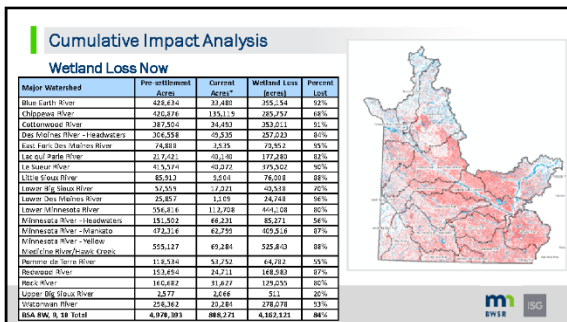 Cumulative Impact Analysis
Wetland Loss Now
Major Watershed Pre-settlement Acres Current Acres* Wetland Loss (acres) Percent Lost
Blue Earth River 428,634 33,480 395,154 92%
Chippewa River 420,876 135,119 285,757 68%
Cottonwood River 387,504 34,493 353,011 91%
Des Moines River - Headwaters 306,558 49,535 257,023 84%
East Fork Des Moines River 74,888 3,935 70,952 95%
Lac qui Parle River 217,421 40,140 177,280 82%
Le Sueur River 415,574 40,072 375,502 90%
Little Sioux River 85,913 9,904 76,008 88%
Lower Big Sioux River 57,559 17,021 40,538 70%
Lower Des Moines River 25,857 1,109 24,748 96%
Lower Minnesota River 556,816 112,708 444,108 80%
Minnesota River - Headwaters 151,502 66,231 85,271 56%
Minnesota River - Mankato 472,316 62,799 409,516 87%
Minnesota River - Yellow
Medicine River/Hawk Creek 595,127 69,284 525,843 88%
Pomme de Terre River 118,534 53,752 64,782 55%
Redwood River 193,694 24,711 168,983 87%
Rock River 160,682 31,627 129,055 80%
Upper Big Sioux River 2,577 2,066 511 20%
Watonwan River 298,362 20,284 278,078 93%
BSA 8W, 9, 10 Total 4,970,393 808,271 4,162,121 84%
BWSR
ISG